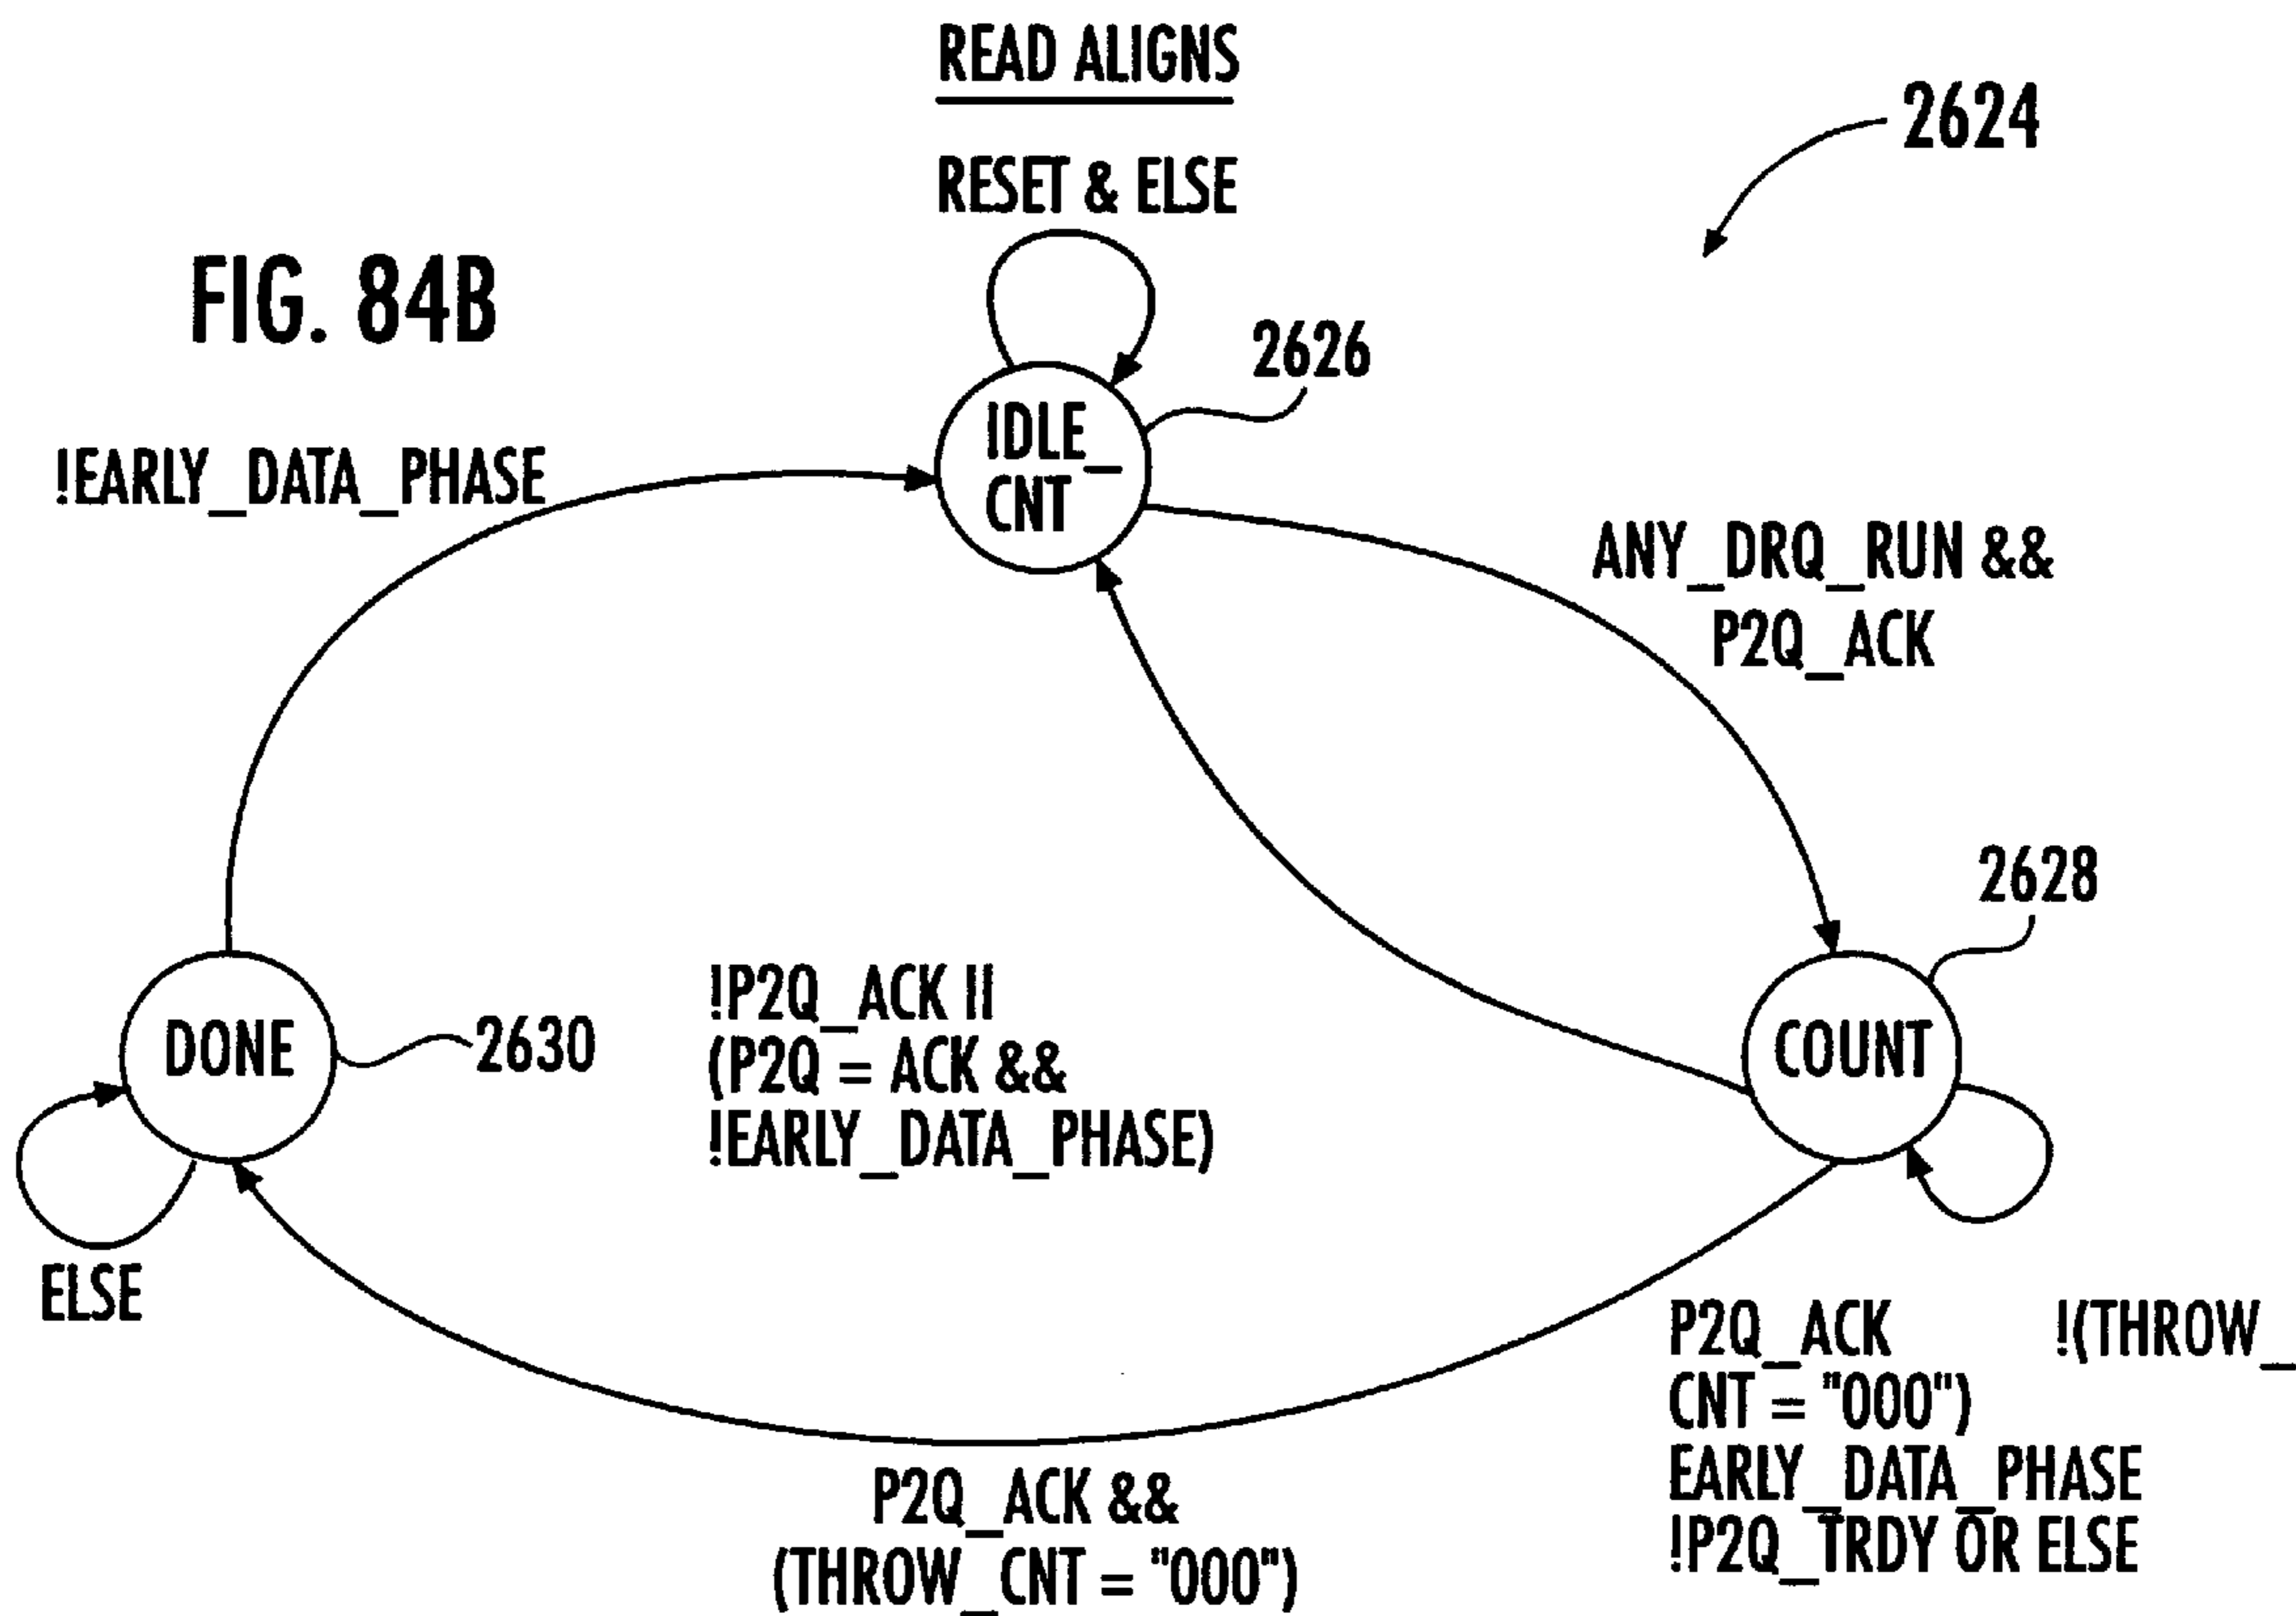 READ ALIGNS
RESET & ELSE
2624
FIG. 84B
2626
IDLE_
CNT
!EARLY_DATA_PHASE
ANY_DRQ_RUN &&
P2Q_ACK
2628
COUNT
DONE
2630
!P2Q_ACK ||
(P2Q = ACK &&
!EARLY_DATA_PHASE)
ELSE
P2Q_ACK !(THROW_
CNT = "000")
EARLY_DATA_PHASE
!P2Q_TRDY OR ELSE
P2Q_ACK &&
(THROW_CNT = "000")